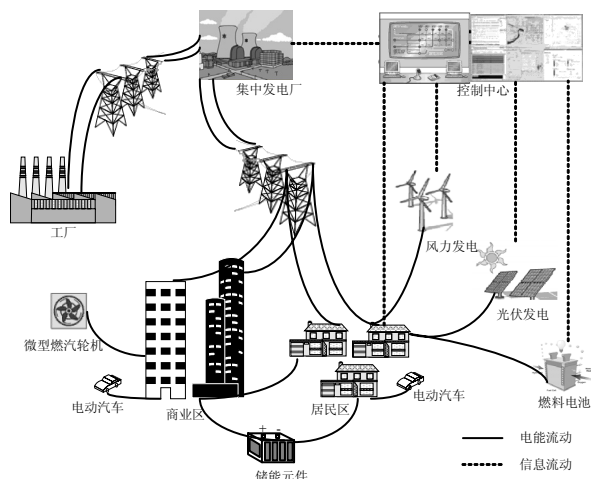 集中发电厂
控制中心
工厂
风力发电
光伏发电
微型燃汽轮机
电动汽车
商业区
居民区
电动汽车
燃料电池
储能元件
电能流动
信息流动